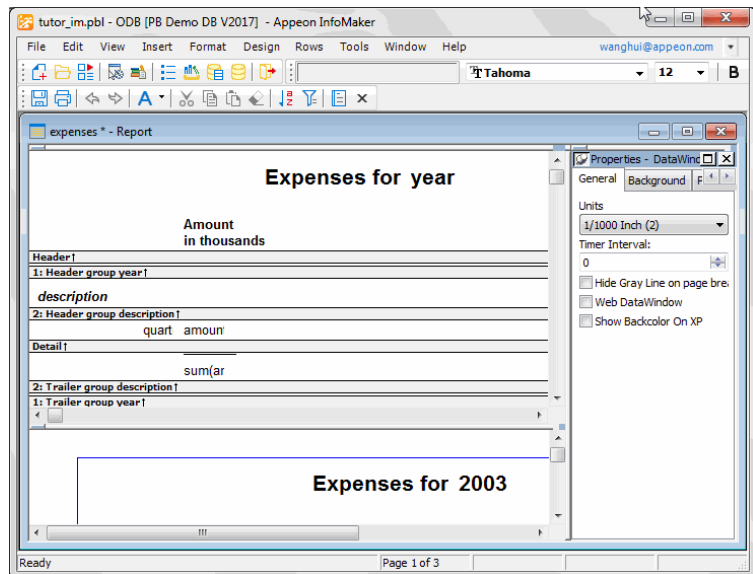 tutor_im.pbl - ODB [PB Demo DB V2017] - Appeon InfoMaker
File Edit View Insert Format Design Rows Tools Window Help wanghui@appeon.com
Tahoma 12 B
A
expenses * - Report
Expenses for year
Amount
in thousands
Header↑
1: Header group year↑
description
2: Header group description↑
quart amoun
Detail↑
sum(ar
2: Trailer group description↑
1: Trailer group year↑
Expenses for 2003
Properties - DataWind
General Background F
Units
1/1000 Inch (2)
Timer Interval:
0
Hide Gray Line on page brea
Web DataWindow
Show Backcolor On XP
Ready Page 1 of 3